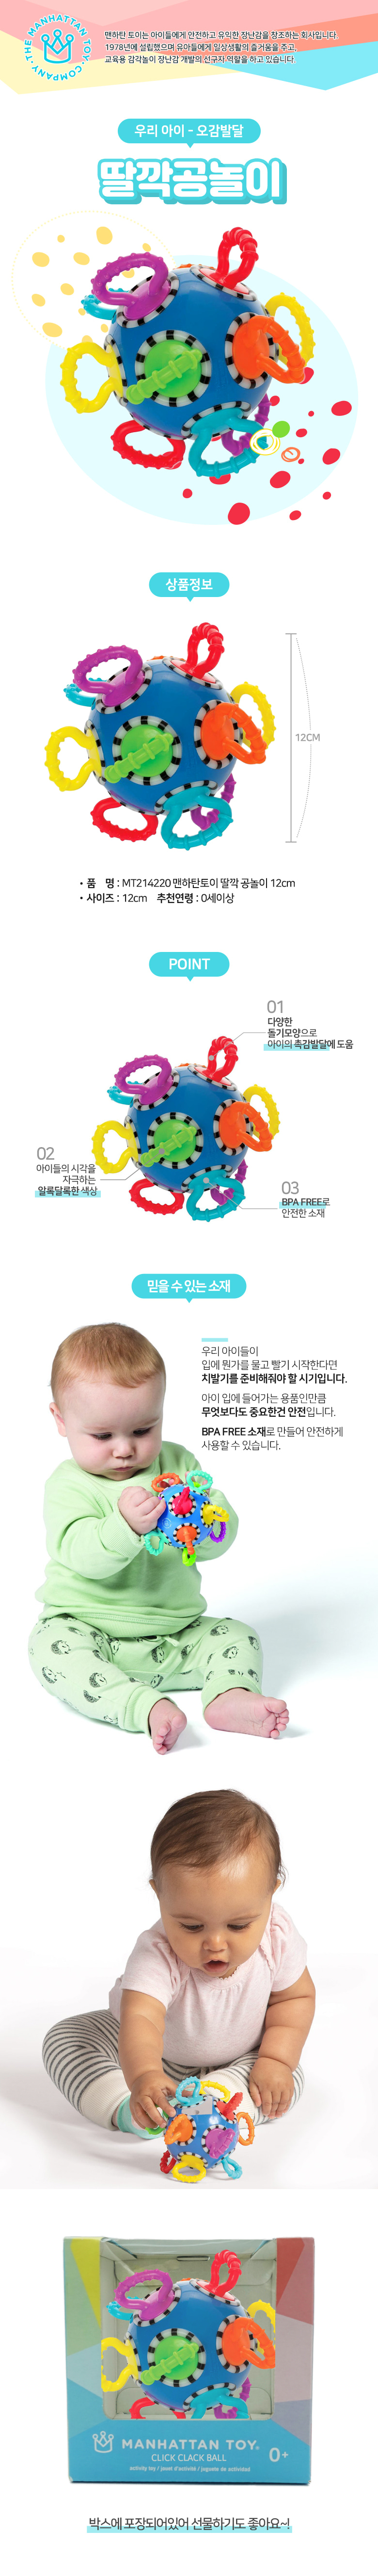 THE MANHATTAN TOY COMPANY
맨하탄 토이는 아이들에게 안전하고 유익한 장난감을 창조하는 회사입니다.
1978년에 설립했으며 유아들에게 일상생활의 즐거움을 주고,
교육용 감각놀이 장난감 개발의 선구자 역할을 하고 있습니다.
우리 아이 - 오감발달
딸깍공놀이
상품정보
12CM
• 품 명 : MT214220 맨하탄토이 딸깍 공놀이 12cm
• 사이즈 : 12cm 추천연령 : 0세이상
POINT
01
다양한
돌기모양으로
아이의 촉감발달에 도움
02
아이들의 시각을
자극하는
알록달록한 색상
03
BPA FREE로
안전한 소재
믿을 수 있는 소재
우리 아이들이
입에 뭔가를 물고 빨기 시작한다면
치발기를 준비해줘야 할 시기입니다.
아이 입에 들어가는 용품인만큼
무엇보다도 중요한건 안전입니다.
BPA FREE 소재로 만들어 안전하게
사용할 수 있습니다.
MANHATTAN TOY®
CLICK CLACK BALL
activity toy / jouet d'activité / juguete de actividad
0+
박스에 포장되어있어 선물하기도 좋아요~!